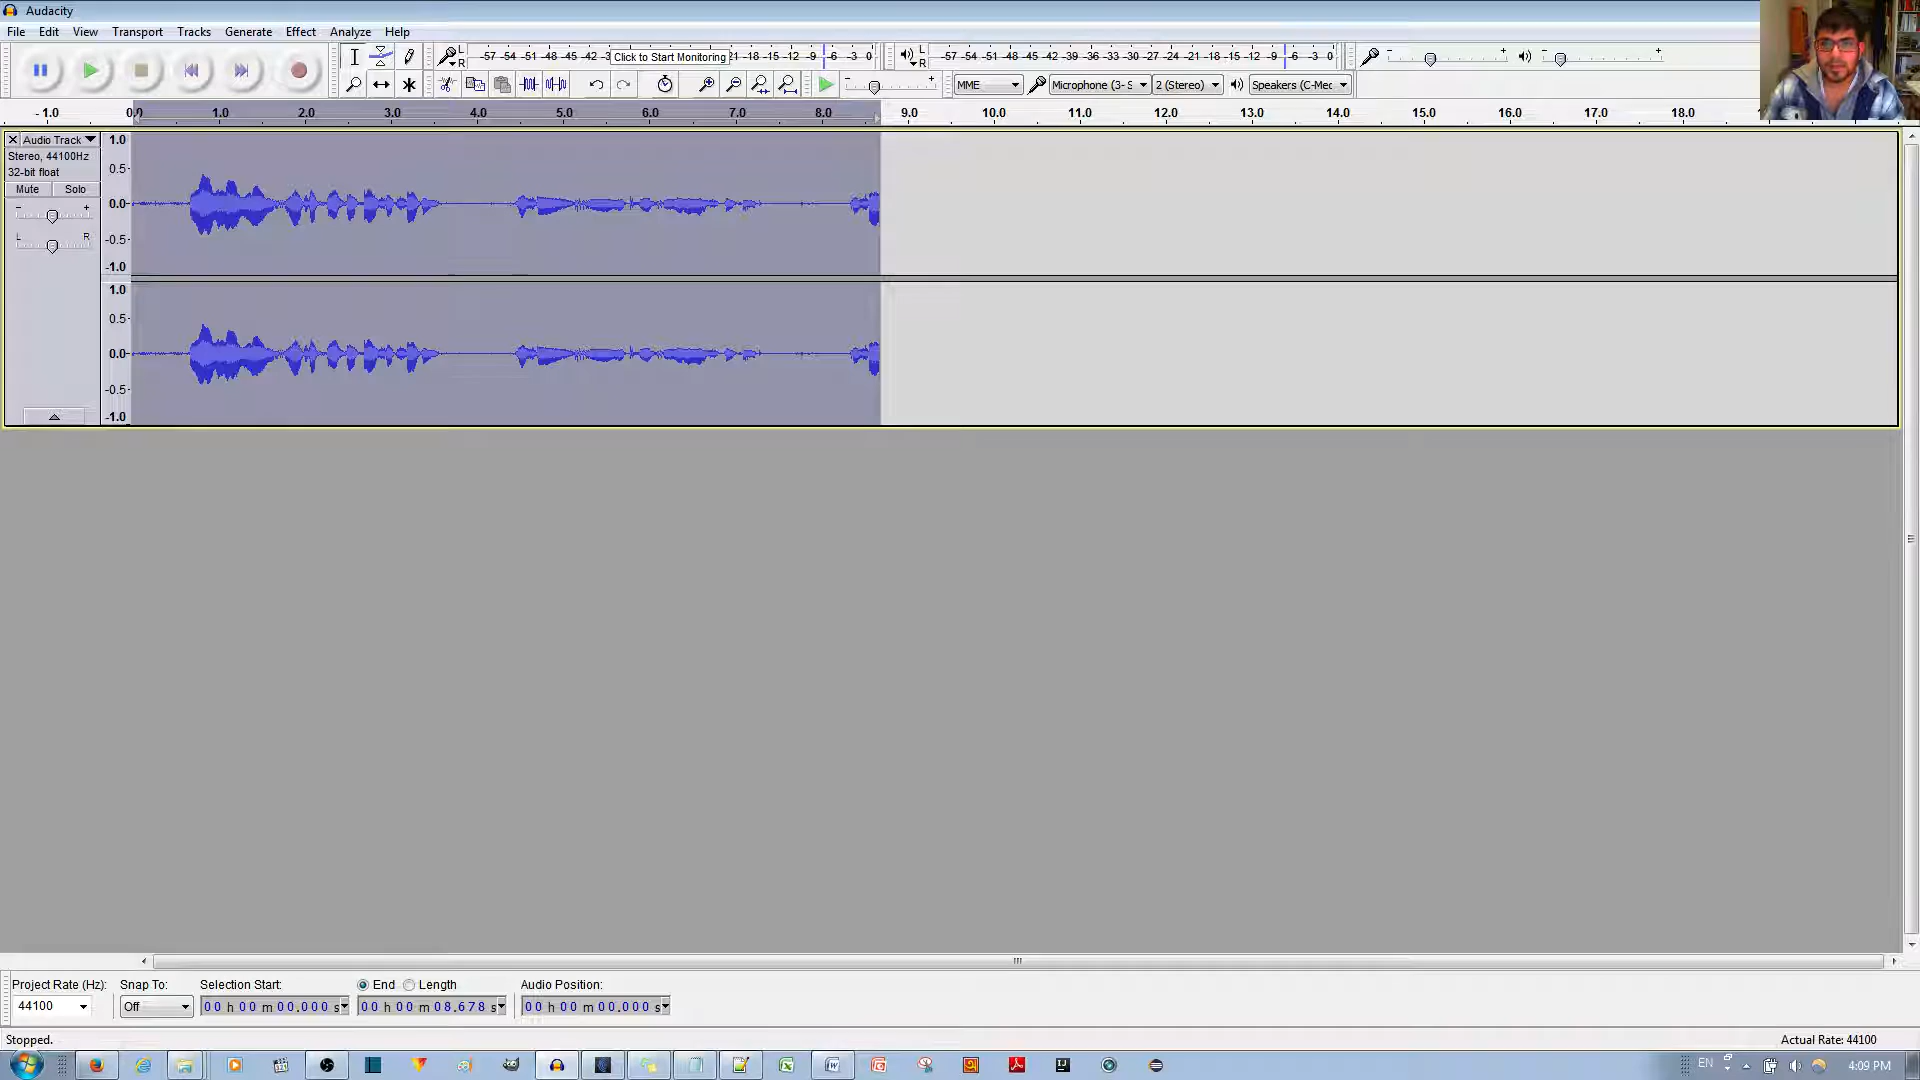 Audacity
File Edit View Transport Tracks Generate Effect Analyze Help
L R -57 -54 -51 -48 -45 -42 -3 Click to Start Monitoring 1 -18 -15 -12 -9 -6 -3 0 L R -57 -54 -51 -48 -45 -42 -39 -36 -33 -30 -27 -24 -21 -18 -15 -12 -9 -6 -3 0 - + - +
- + MME Microphone (3- S 2 (Stereo) Speakers (C-Mec
-1.0 0.0 1.0 2.0 3.0 4.0 5.0 6.0 7.0 8.0 9.0 10.0 11.0 12.0 13.0 14.0 15.0 16.0 17.0 18.0
Audio Track 1.0
Stereo, 44100Hz
0.5
32-bit float
Mute Solo
- + 0.0
L R -0.5
-1.0
1.0
0.5
0.0
-0.5
-1.0
Project Rate (Hz): Snap To: Selection Start: End Length Audio Position:
44100 Off 00 h 00 m 00.000 s 00 h 00 m 08.678 s 00 h 00 m 00.000 s
Stopped. Actual Rate: 44100
EN 4:09 PM